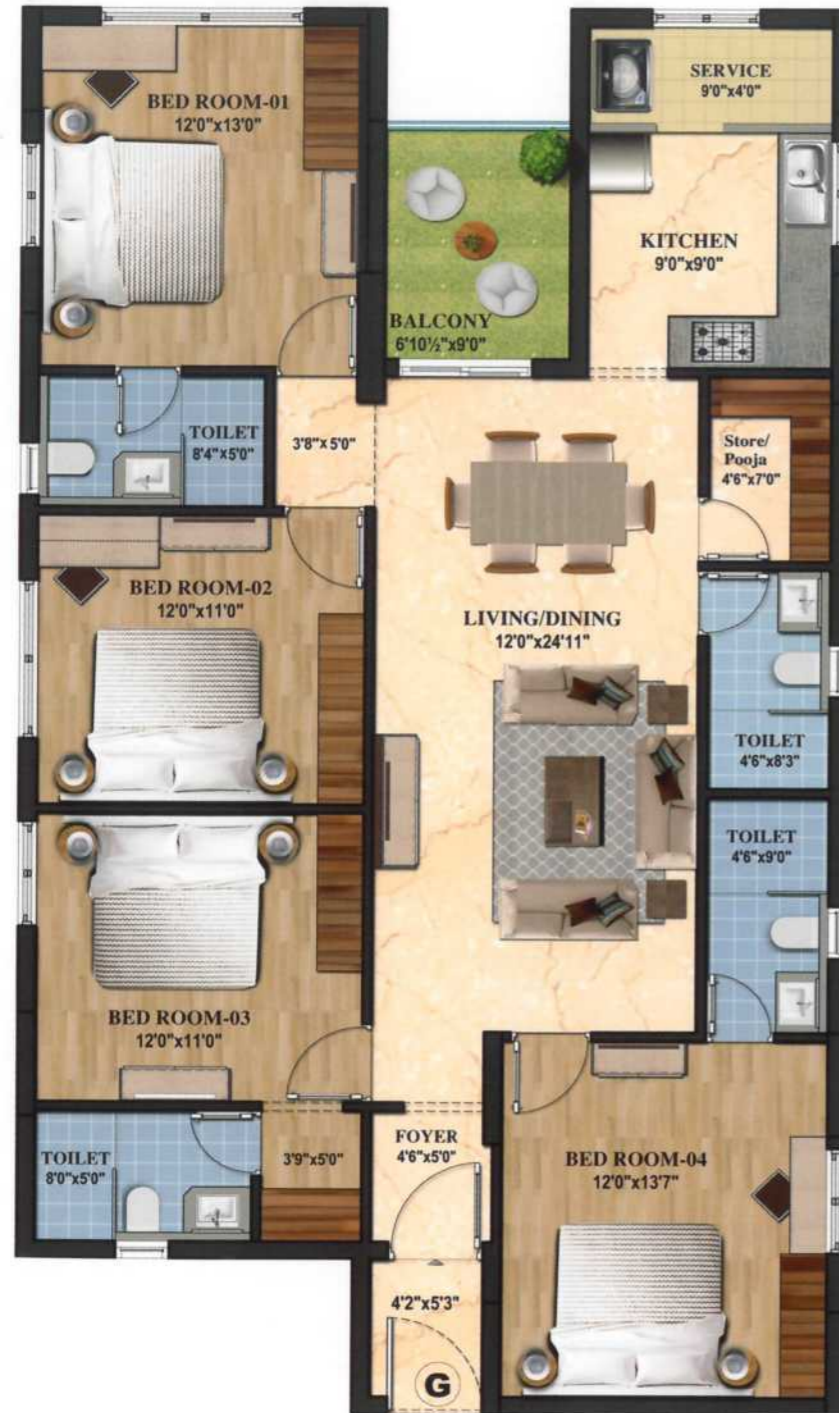 BED ROOM-01
12'0"x13'0"
SERVICE
9'0"x4'0"
KITCHEN
9'0"x9'0"
BALCONY
6'10½"x9'0"
TOILET
8'4"x5'0"
3'8"x5'0"
Store/
Pooja
4'6"x7'0"
BED ROOM-02
12'0"x11'0"
LIVING/DINING
12'0"x24'11"
TOILET
4'6"x8'3"
TOILET
4'6"x9'0"
BED ROOM-03
12'0"x11'0"
TOILET
8'0"x5'0"
3'9"x5'0"
FOYER
4'6"x5'0"
BED ROOM-04
12'0"x13'7"
4'2"x5'3"
G